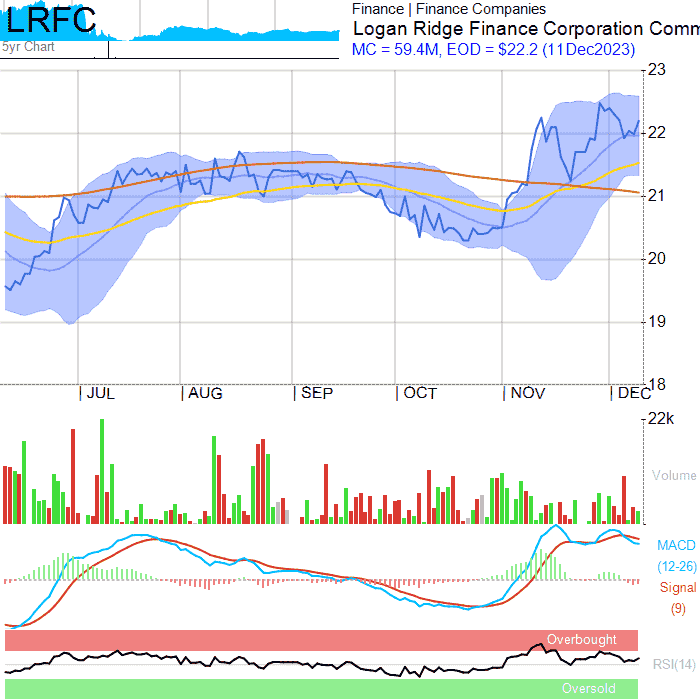 LRFC
Finance | Finance Companies
Logan Ridge Finance Corporation Comm
MC = 59.4M, EOD = $22.2 (11Dec2023)
5yr Chart
23
22
21
20
19
18
| JUL | AUG | SEP | OCT | NOV | DEC
22k
Volume
MACD
(12-26)
Signal
(9)
Overbought
RSI(14)
Oversold